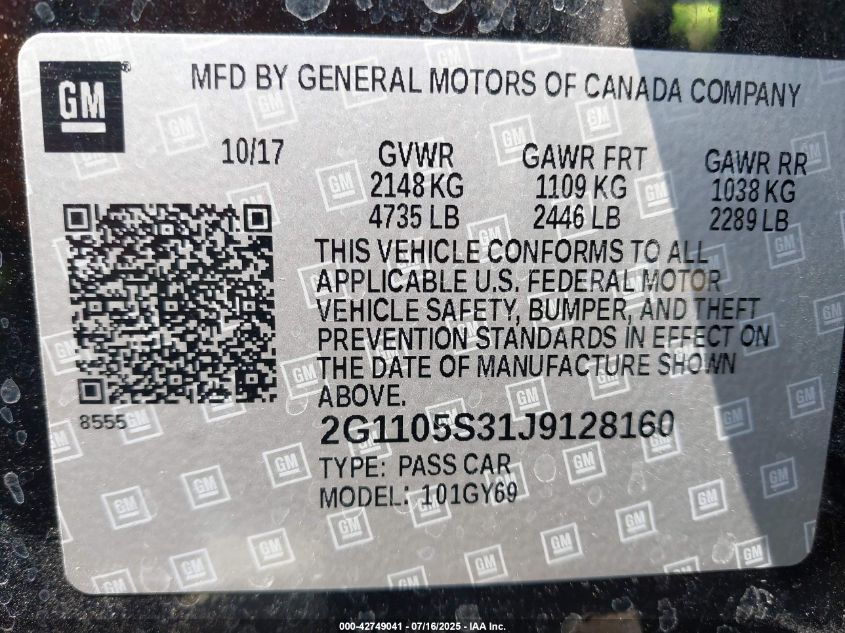 GM
MFD BY GENERAL MOTORS OF CANADA COMPANY
10/17 GVWR GAWR FRT GAWR RR
2148 KG 1109 KG 1038 KG
4735 LB 2446 LB 2289 LB
THIS VEHICLE CONFORMS TO ALL
APPLICABLE U.S. FEDERAL MOTOR
VEHICLE SAFETY, BUMPER, AND THEFT
PREVENTION STANDARDS IN EFFECT ON
THE DATE OF MANUFACTURE SHOWN
ABOVE.
8555
2G1105S31J9128160
TYPE: PASS CAR
MODEL: 101GY69
000-42749041 - 07/16/2025 - IAA Inc.